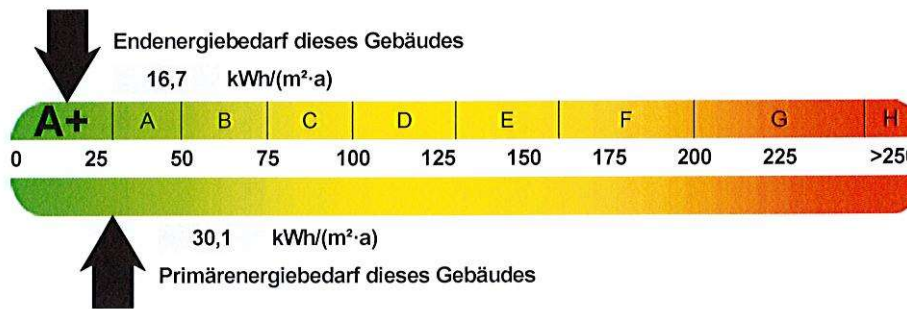 Endenergiebedarf dieses Gebäudes
16,7 kWh/(m²·a)
A+ A B C D E F G H
0 25 50 75 100 125 150 175 200 225 >250
30,1 kWh/(m²·a)
Primärenergiebedarf dieses Gebäudes